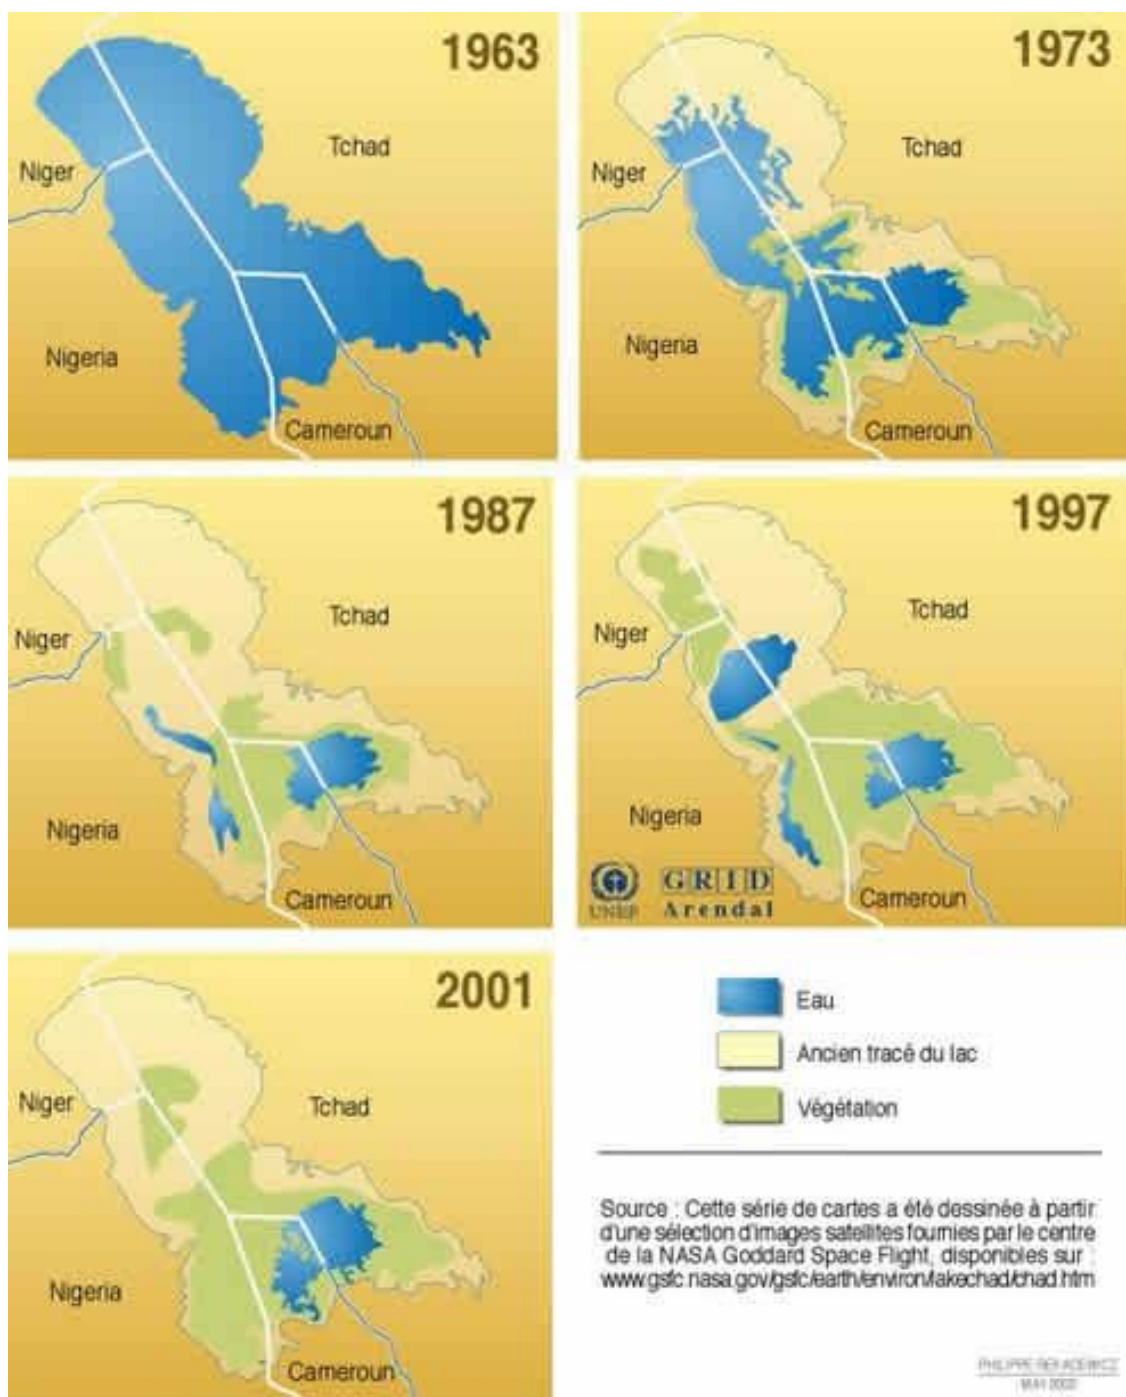 1963
Tchad
Niger
Nigeria
Cameroun
1973
Tchad
Niger
Nigeria
Cameroun
1987
Tchad
Niger
Nigeria
Cameroun
1997
Tchad
Niger
Nigeria
Cameroun
UNEP
GRID
Arendal
2001
Niger
Tchad
Nigeria
Cameroun
Eau
Ancien tracé du lac
Végétation
Source : Cette série de cartes a été dessinée à partir
d'une sélection d'images satellites fournies par le centre
de la NASA Goddard Space Flight, disponibles sur :
www.gsfc.nasa.gov/gsfc/earth/environ/lakechad/chad.htm
PHILIPPE REKACEWICZ